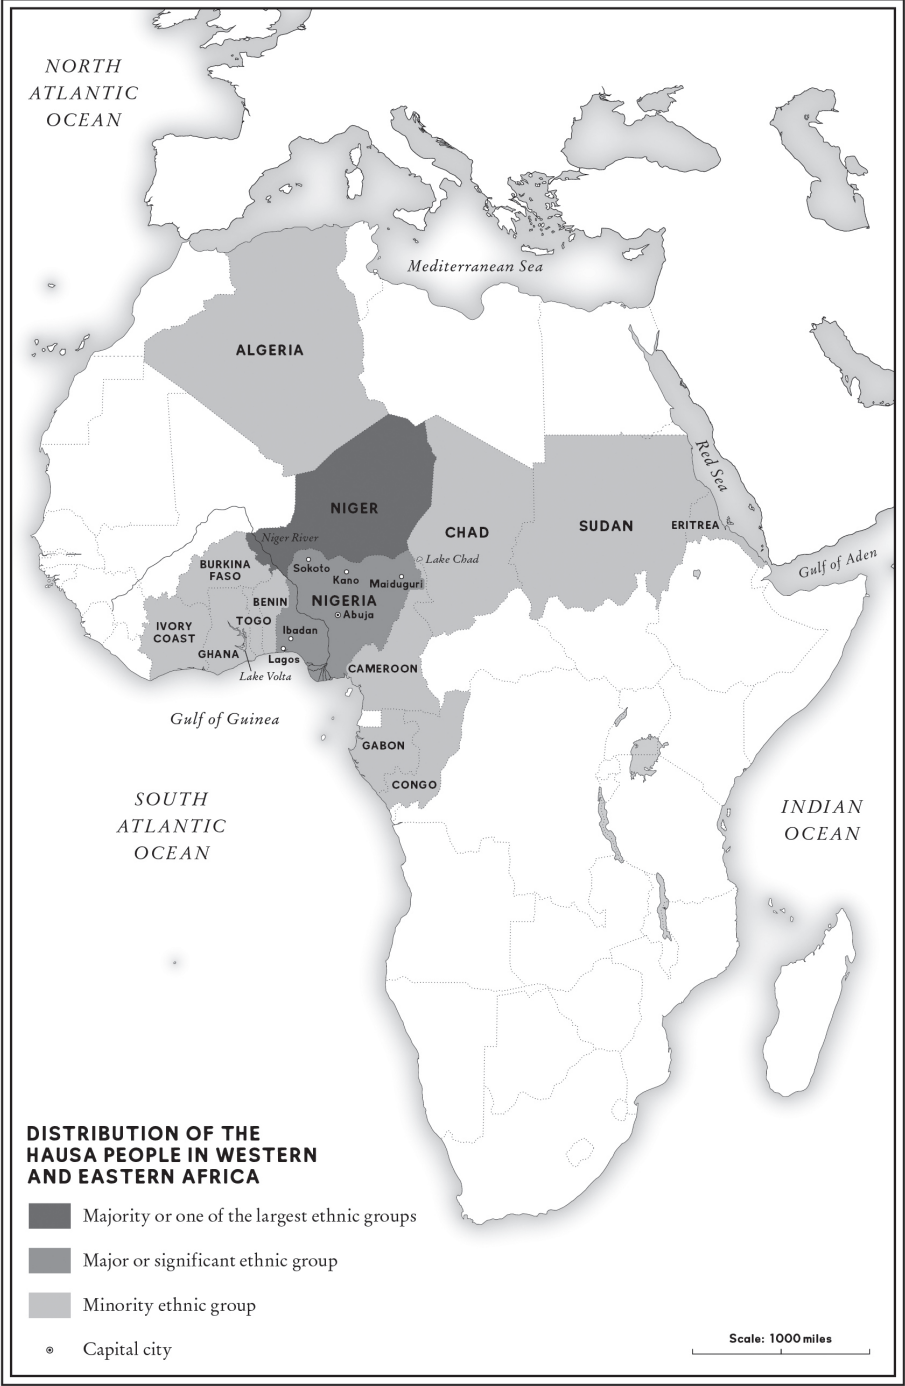 NORTH
ATLANTIC
OCEAN
Mediterranean Sea
ALGERIA
Red Sea
NIGER
CHAD
SUDAN
ERITREA
Niger River
Lake Chad
Gulf of Aden
BURKINA
FASO
Sokoto
Kano
Maiduguri
BENIN
NIGERIA
Abuja
TOGO
IVORY
COAST
Ibadan
GHANA
Lagos
Lake Volta
CAMEROON
Gulf of Guinea
GABON
CONGO
SOUTH
ATLANTIC
OCEAN
INDIAN
OCEAN
DISTRIBUTION OF THE
HAUSA PEOPLE IN WESTERN
AND EASTERN AFRICA
Majority or one of the largest ethnic groups
Major or significant ethnic group
Minority ethnic group
Capital city
Scale: 1000 miles